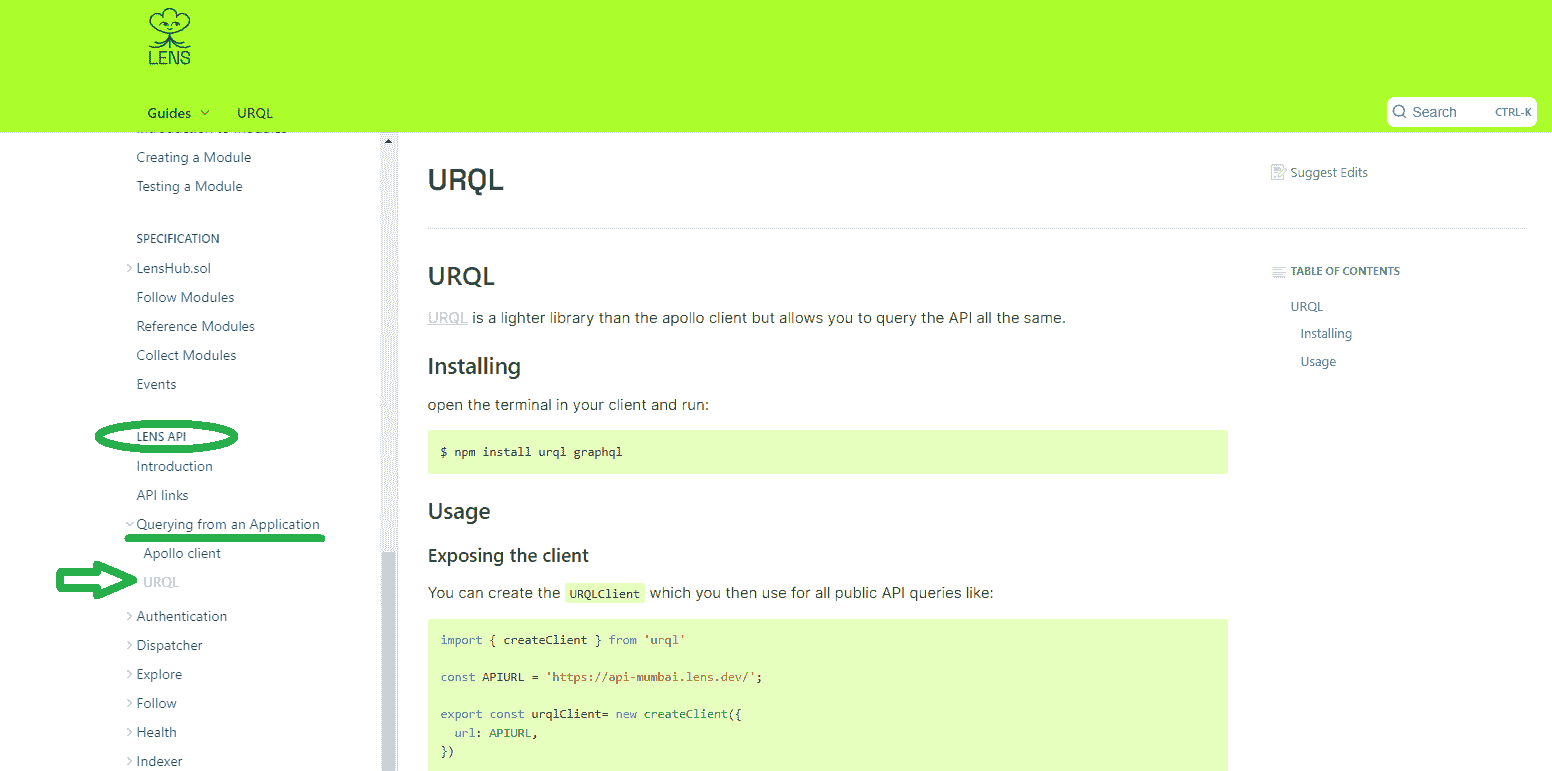 LENS
Guides
URQL
Search
CTRL-K
Introduction to Modules
Creating a Module
Testing a Module
SPECIFICATION
LensHub.sol
Follow Modules
Reference Modules
Collect Modules
Events
LENS API
Introduction
API links
Querying from an Application
Apollo client
URQL
Authentication
Dispatcher
Explore
Follow
Health
Indexer
URQL
URQL
URQL is a lighter library than the apollo client but allows you to query the API all the same.
Installing
open the terminal in your client and run:
$ npm install urql graphql
Usage
Exposing the client
You can create the URQLClient which you then use for all public API queries like:
import { createClient } from 'urql'
const APIURL = 'https://api-mumbai.lens.dev/';
export const urqlClient= new createClient({
url: APIURL,
})
Suggest Edits
TABLE OF CONTENTS
URQL
Installing
Usage